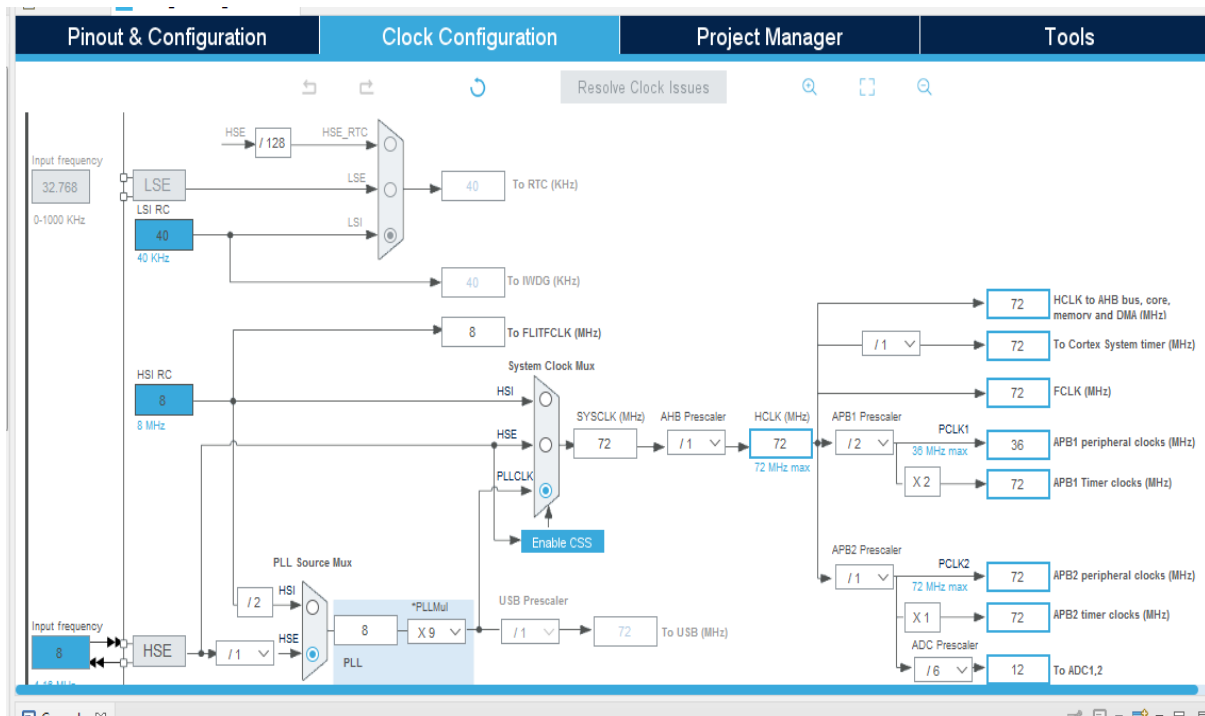 Pinout & Configuration
Clock Configuration
Project Manager
Tools
Resolve Clock Issues
HSE
/ 128
HSE_RTC
Input frequency
32.768
0-1000 KHz
LSE
LSE
40
To RTC (KHz)
LSI RC
40
40 KHz
LSI
40
To IWDG (KHz)
8
To FLITFCLK (MHz)
HSI RC
8
8 MHz
System Clock Mux
HSI
HSE
PLLCLK
Enable CSS
SYSCLK (MHz)
72
AHB Prescaler
/ 1
HCLK (MHz)
72
72 MHz max
72
HCLK to AHB bus, core,
memory and DMA (MHz)
/ 1
72
To Cortex System timer (MHz)
72
FCLK (MHz)
APB1 Prescaler
/ 2
PCLK1
36 MHz max
36
APB1 peripheral clocks (MHz)
X 2
72
APB1 Timer clocks (MHz)
APB2 Prescaler
/ 1
PCLK2
72 MHz max
72
APB2 peripheral clocks (MHz)
X 1
72
APB2 timer clocks (MHz)
ADC Prescaler
/ 6
12
To ADC1,2
PLL Source Mux
/ 2
HSI
Input frequency
8
HSE
/ 1
HSE
8
*PLLMul
X 9
PLL
USB Prescaler
/ 1
72
To USB (MHz)